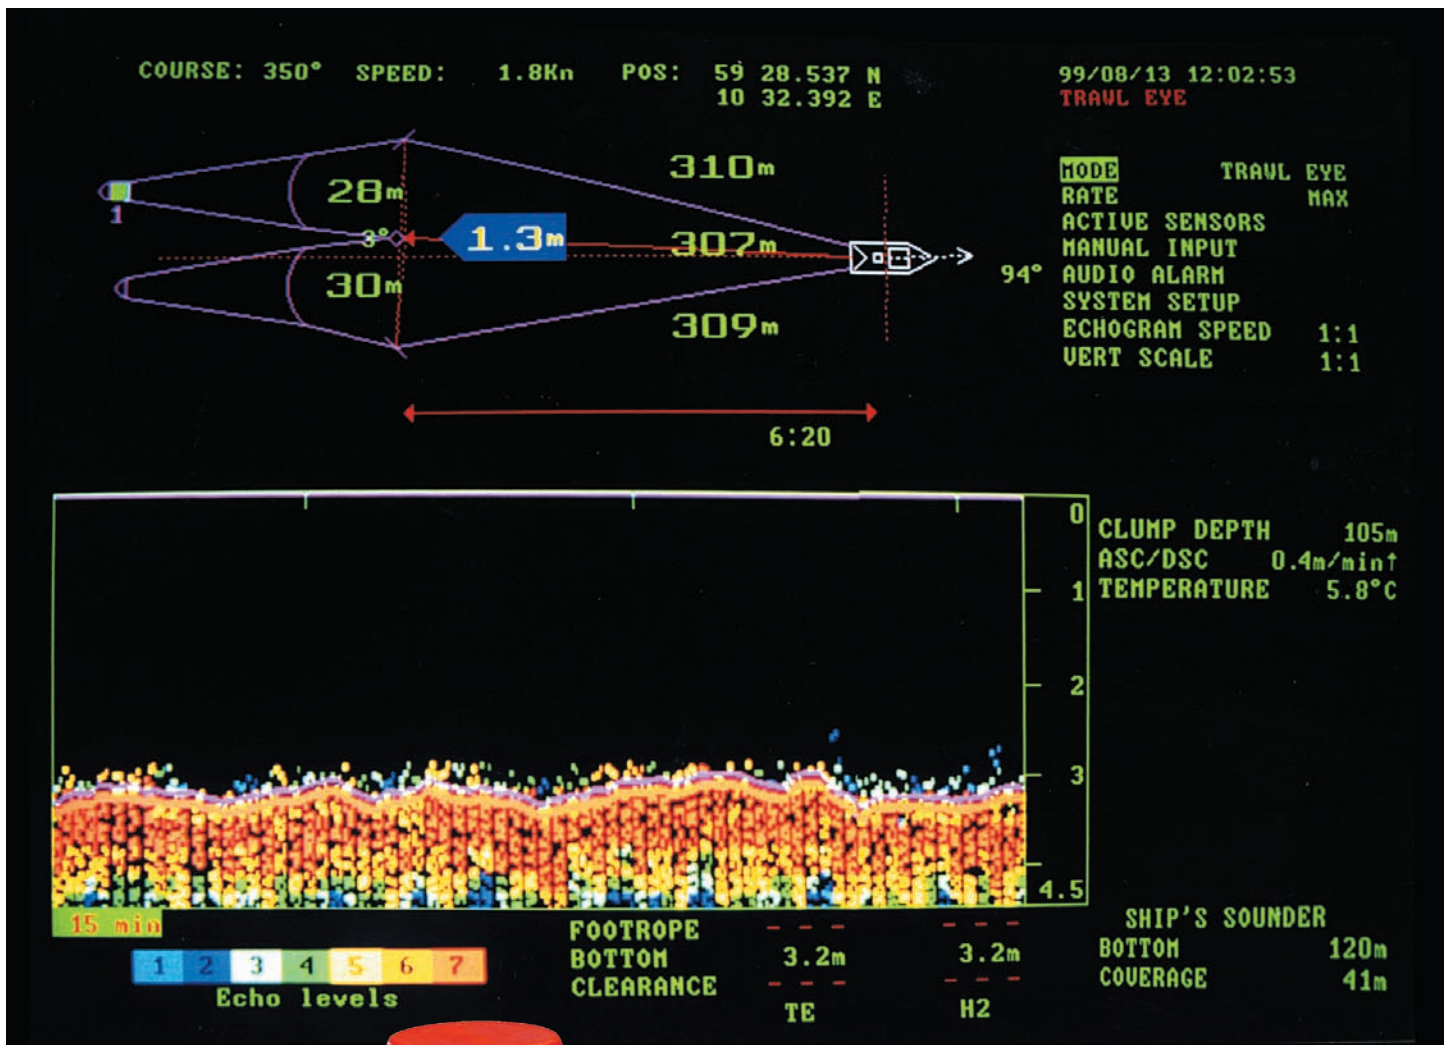 COURSE: 350° SPEED: 1.8Kn POS: 59 28.537 N
10 32.392 E
99/08/13 12:02:53
TRAWL EYE
310m
28m
1
3°
1.3m
307m
30m
309m
94°
6:20
MODE TRAWL EYE
RATE MAX
ACTIVE SENSORS
MANUAL INPUT
AUDIO ALARM
SYSTEM SETUP
ECHOGRAM SPEED 1:1
VERT SCALE 1:1
0
1
2
3
4.5
CLUMP DEPTH 105m
ASC/DSC 0.4m/min↑
TEMPERATURE 5.8°C
15 min
1 2 3 4 5 6 7
Echo levels
FOOTROPE - - - - - -
BOTTOM 3.2m 3.2m
CLEARANCE - - - - - -
TE H2
SHIP'S SOUNDER
BOTTOM 120m
COVERAGE 41m